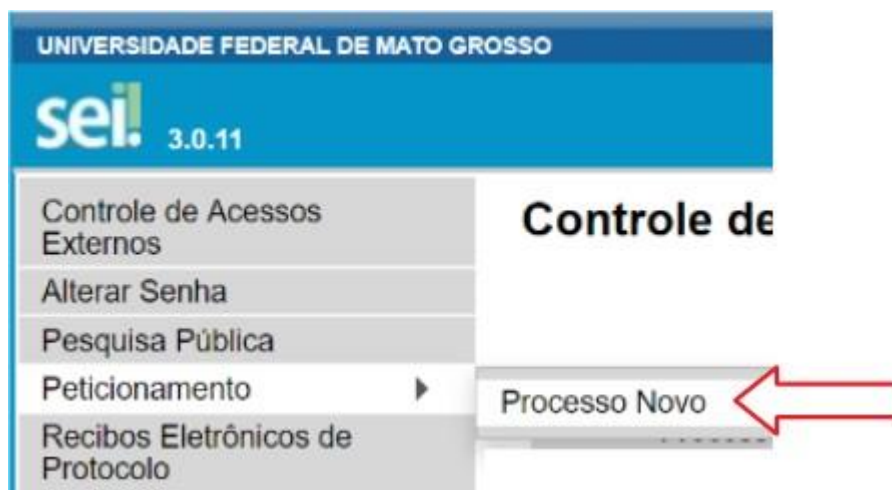 UNIVERSIDADE FEDERAL DE MATO GROSSO
sei! 3.0.11
Controle de Acessos
Externos
Alterar Senha
Pesquisa Pública
Peticionamento
Recibos Eletrônicos de
Protocolo
Controle de
Processo Novo